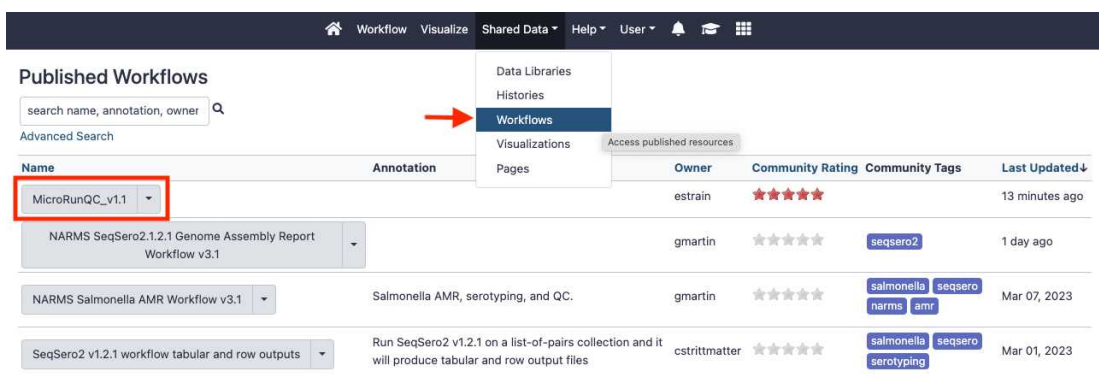 Workflow Visualize Shared Data Help User
Data Libraries
Histories
Workflows
Visualizations
Pages
Access published resources
Published Workflows
search name, annotation, owner
Advanced Search
Name Annotation Owner Community Rating Community Tags Last Updated↓
MicroRunQC_v1.1 estrain 13 minutes ago
NARMS SeqSero2.1.2.1 Genome Assembly Report
Workflow v3.1
gmartin seqsero2 1 day ago
NARMS Salmonella AMR Workflow v3.1 Salmonella AMR, serotyping, and QC. gmartin
salmonella seqsero
narms amr
Mar 07, 2023
SeqSero2 v1.2.1 workflow tabular and row outputs
Run SeqSero2 v1.2.1 on a list-of-pairs collection and it
will produce tabular and row output files
cstrittmatter
salmonella seqsero
serotyping
Mar 01, 2023